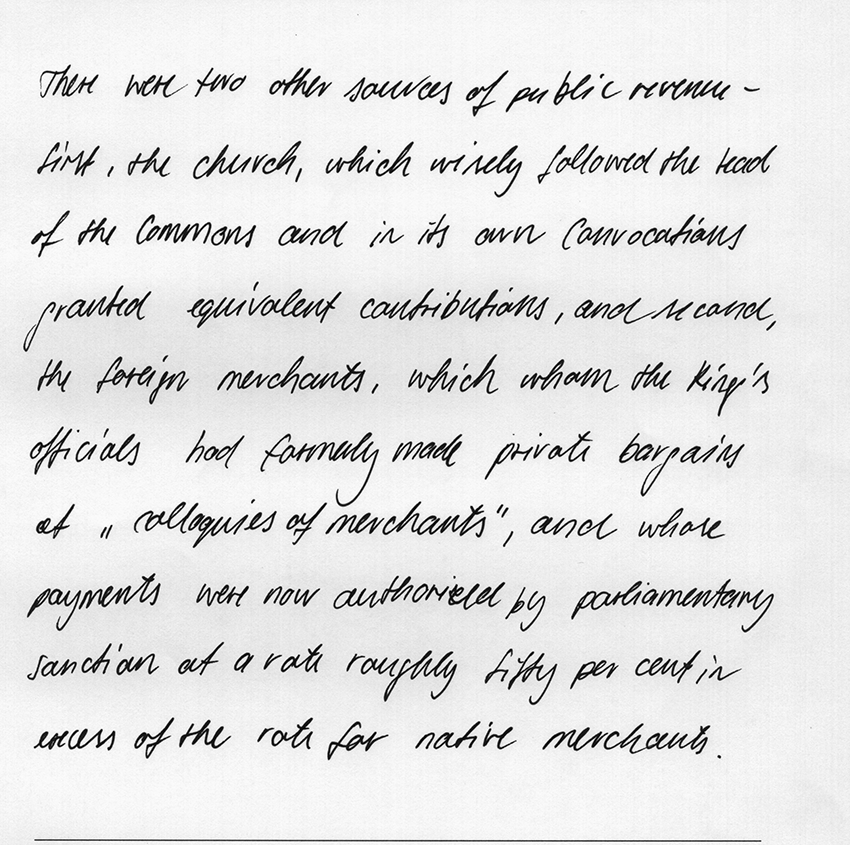 There were two other sources of public revenue –
first, the church, which wisely followed the lead
of the Commons and in its own Convocations
granted equivalent contributions, and second,
the foreign merchants, which wham the King's
officials had formerly made private bargains
at „ colloquies of merchants", and whose
payments were now authorized by parliamentary
sanction at a rate roughly fifty per cent in
excess of the rate for native merchants.